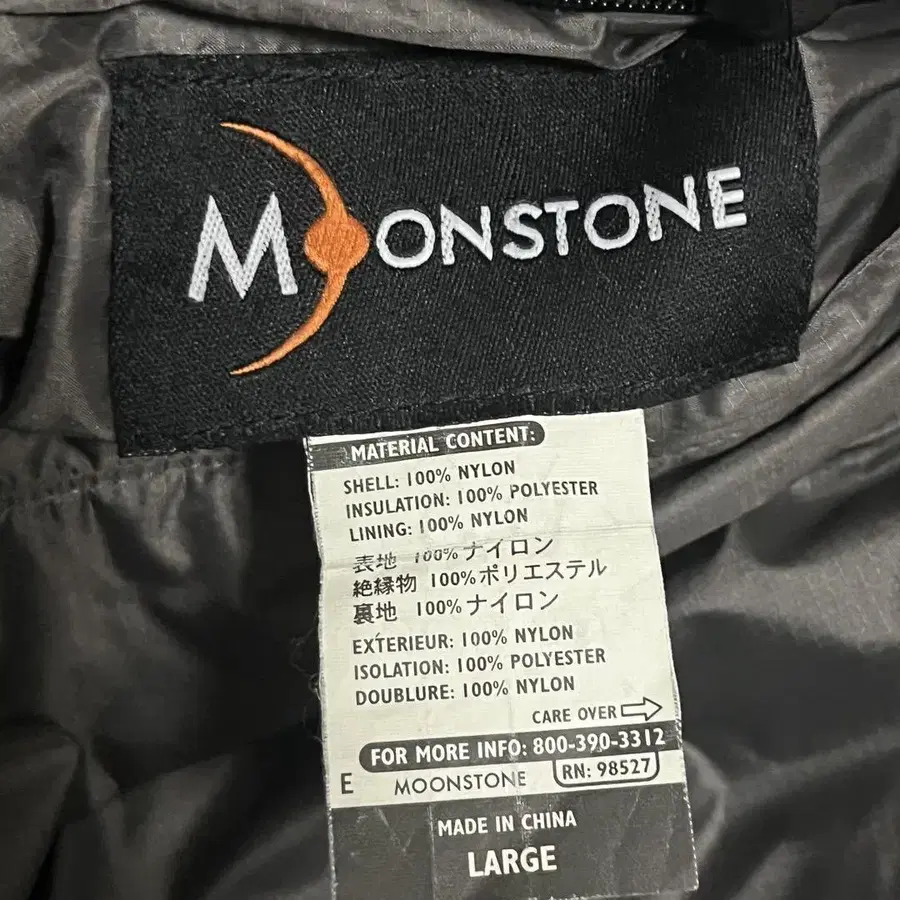 MOONSTONE
MATERIAL CONTENT:
SHELL: 100% NYLON
INSULATION: 100% POLYESTER
LINING: 100% NYLON
表地 100%ナイロン
絶縁物 100%ポリエステル
裏地 100%ナイロン
EXTERIEUR: 100% NYLON
ISOLATION: 100% POLYESTER
DOUBLURE: 100% NYLON
CARE OVER
FOR MORE INFO: 800-390-3312
E MOONSTONE RN: 98527
MADE IN CHINA
LARGE